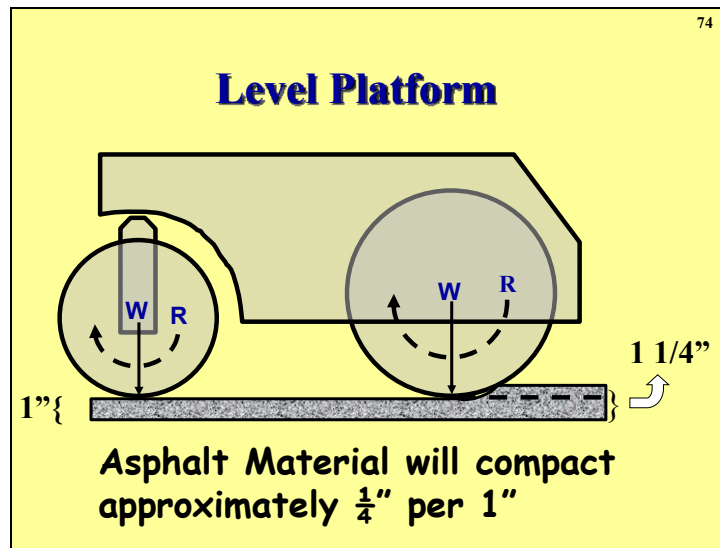 74
Level Platform
W R W R
1 1/4”
1”{ }
Asphalt Material will compact
approximately ¼” per 1”